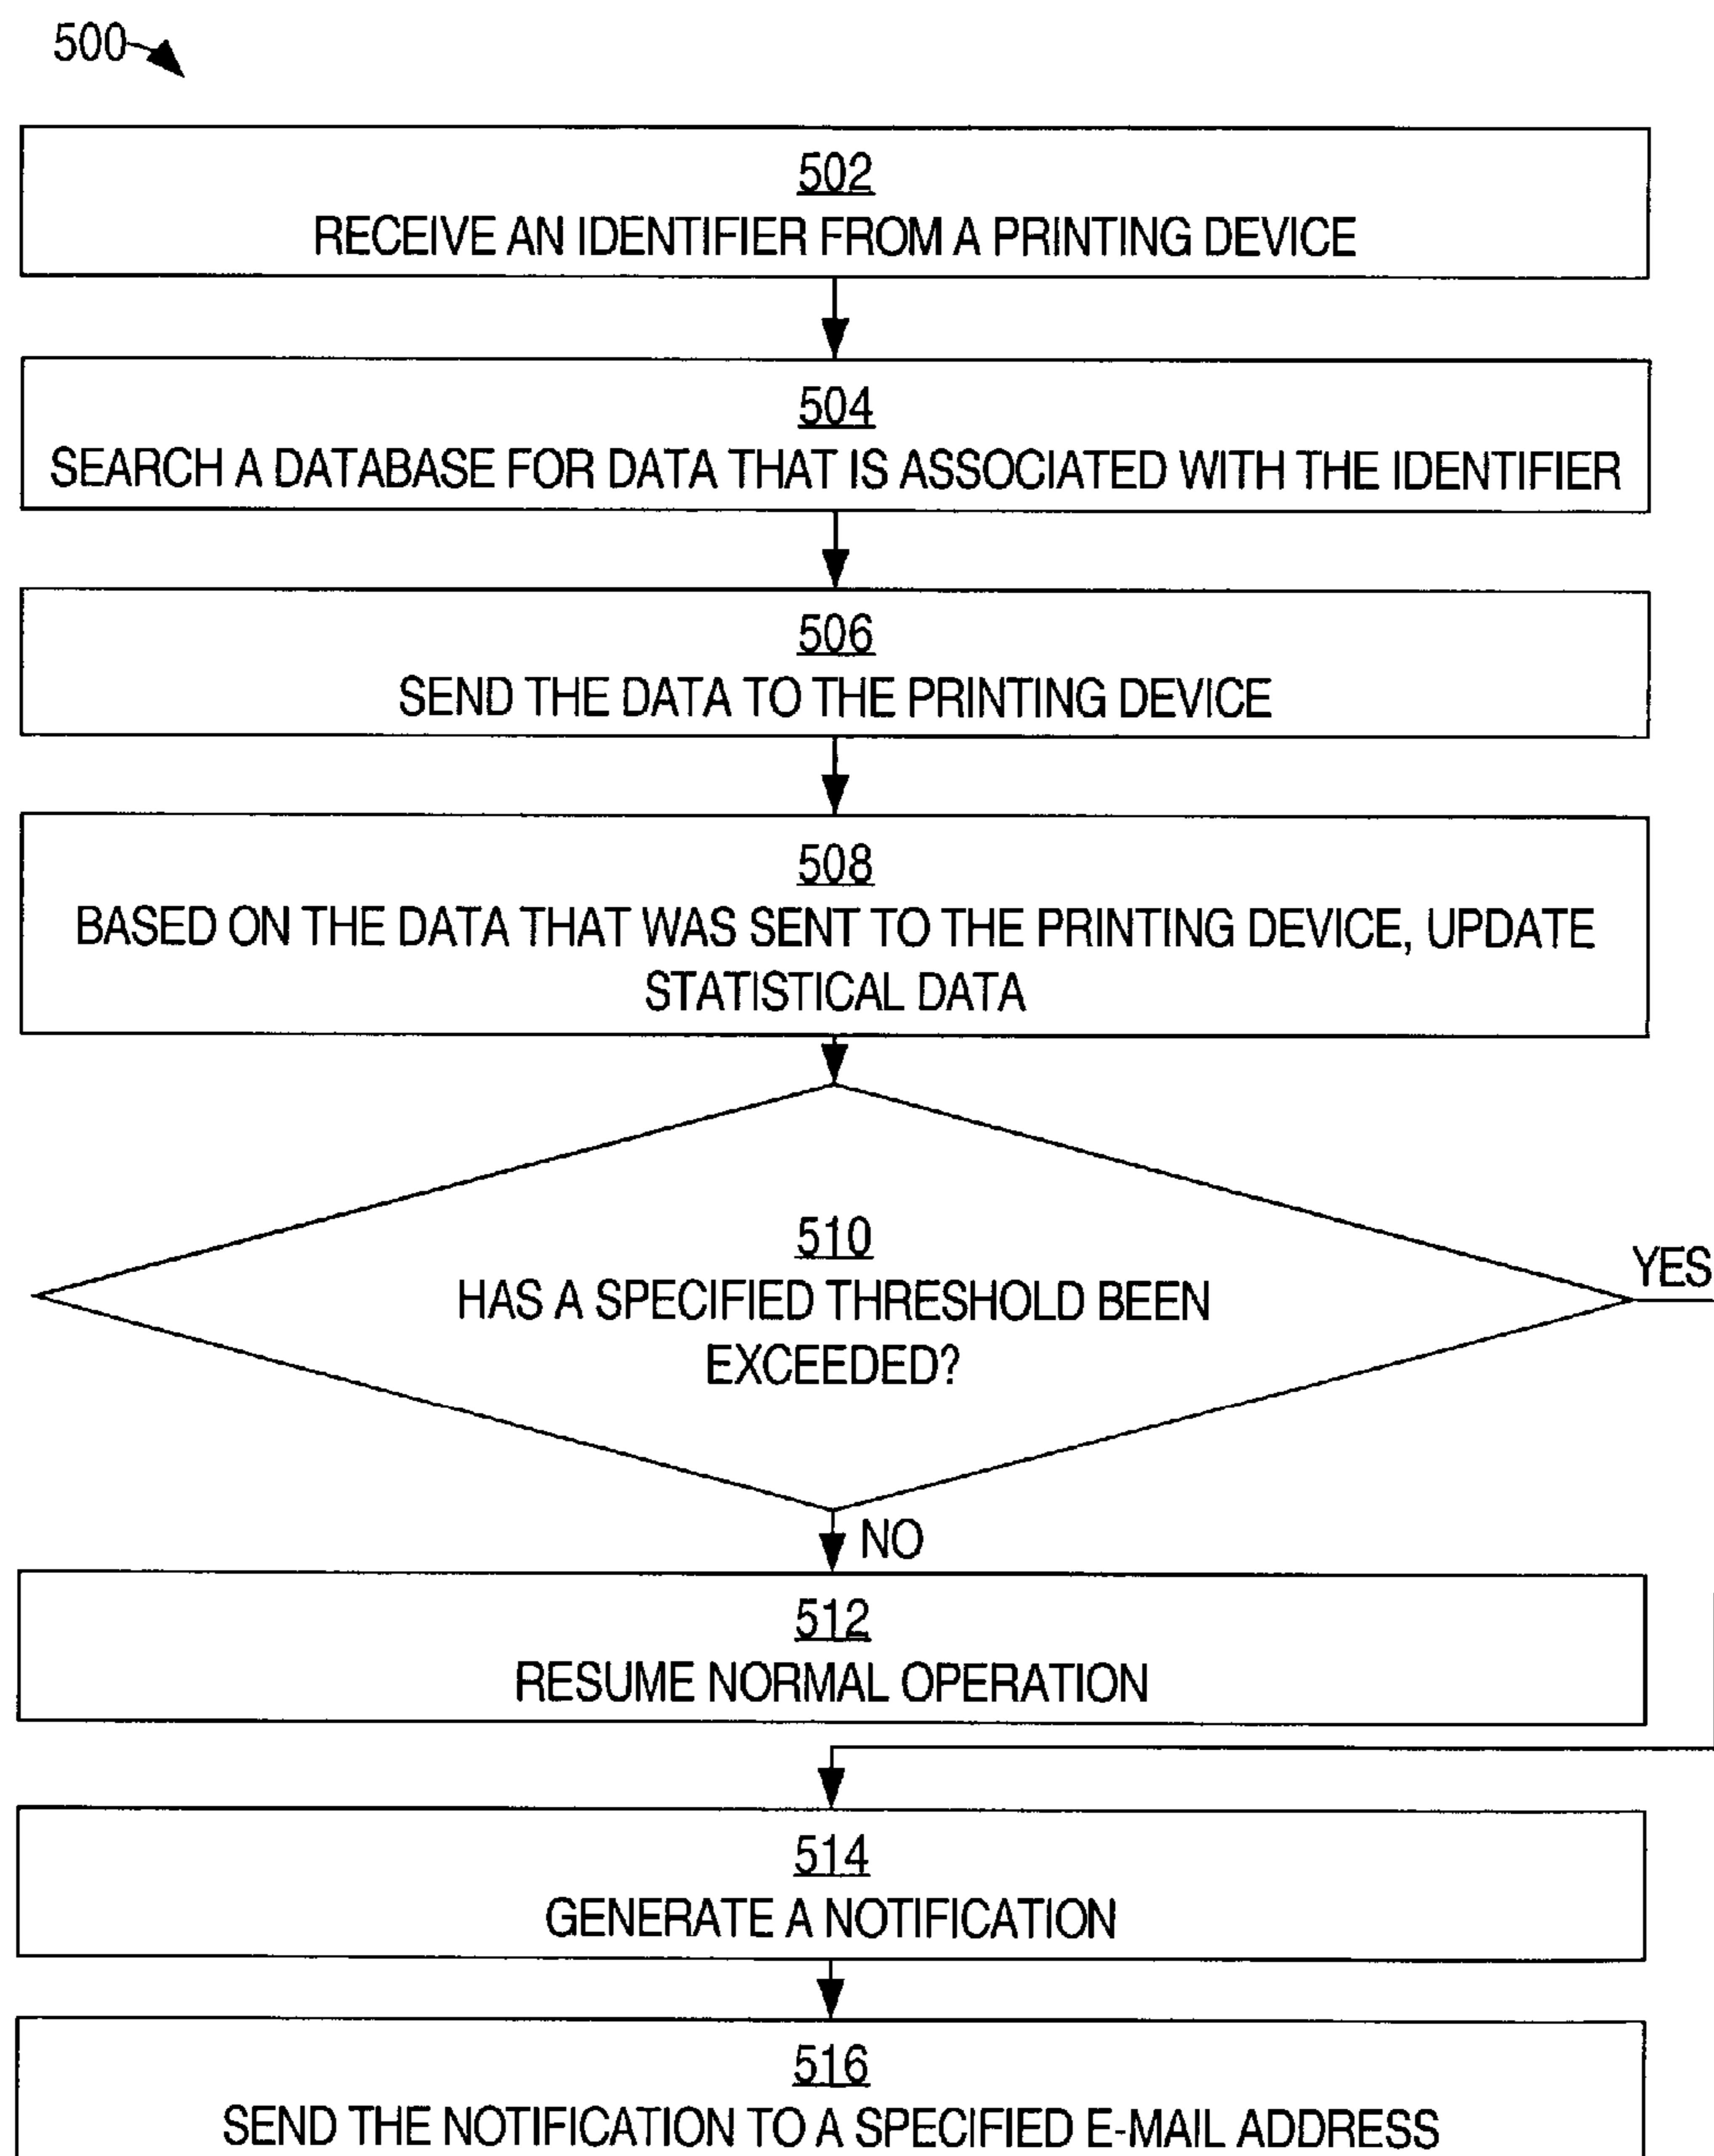 500
502
RECEIVE AN IDENTIFIER FROM A PRINTING DEVICE
504
SEARCH A DATABASE FOR DATA THAT IS ASSOCIATED WITH THE IDENTIFIER
506
SEND THE DATA TO THE PRINTING DEVICE
508
BASED ON THE DATA THAT WAS SENT TO THE PRINTING DEVICE, UPDATE
STATISTICAL DATA
510
HAS A SPECIFIED THRESHOLD BEEN
EXCEEDED?
YES
NO
512
RESUME NORMAL OPERATION
514
GENERATE A NOTIFICATION
516
SEND THE NOTIFICATION TO A SPECIFIED E-MAIL ADDRESS